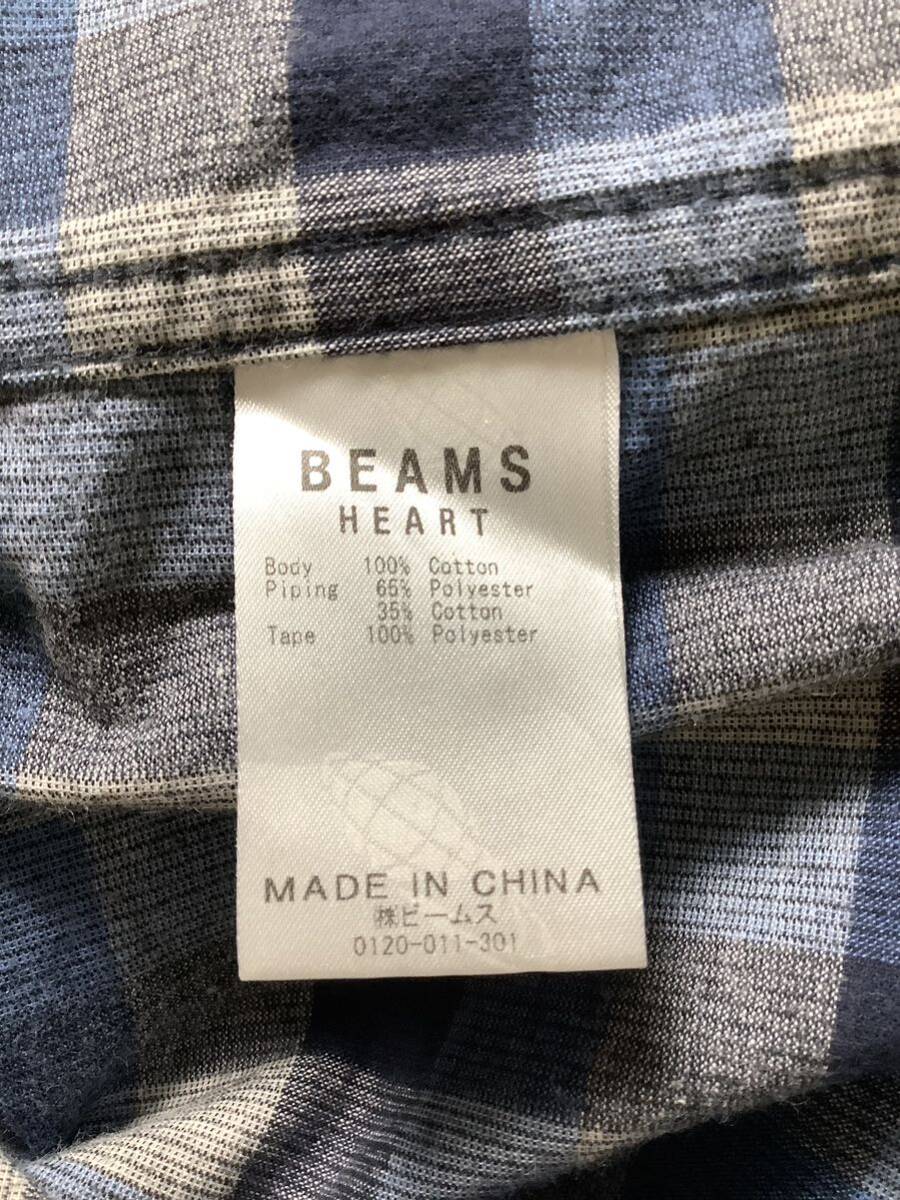 BEAMS
HEART
Body 100% Cotton
Piping 65% Polyester
35% Cotton
Tape 100% Polyester
MADE IN CHINA
㈱ビームス
0120-011-301